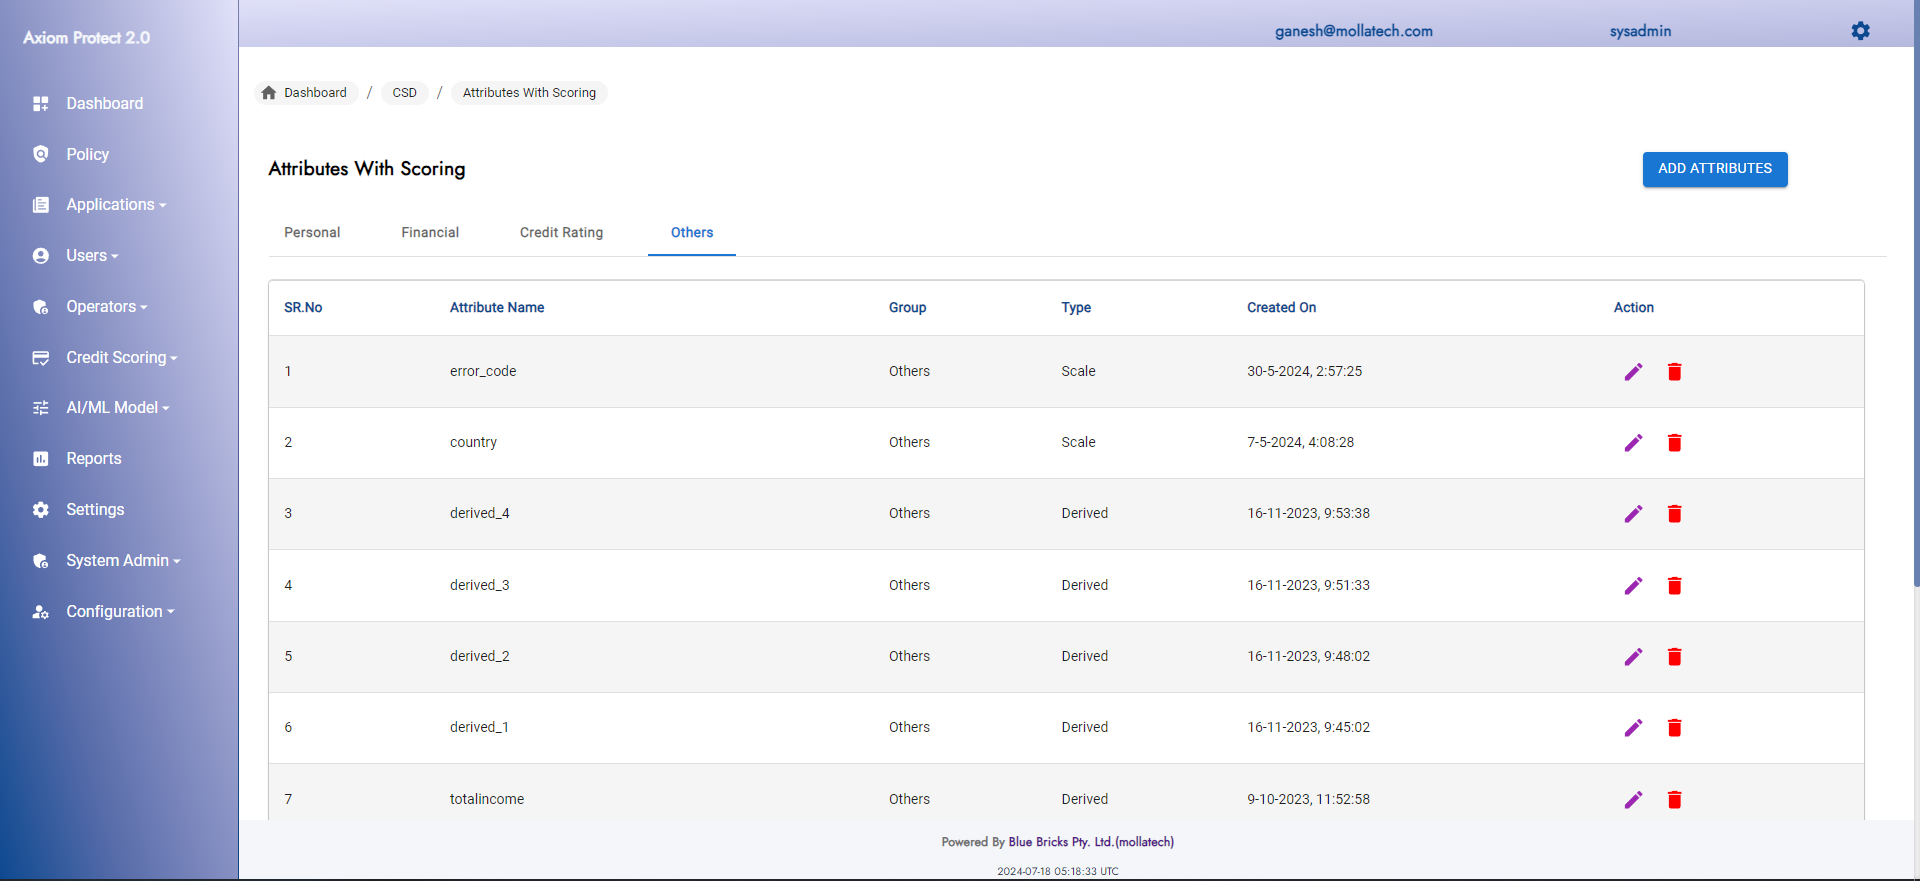 Axiom Protect 2.0
ganesh@mollatech.com sysadmin
Dashboard
Policy
Applications
Users
Operators
Credit Scoring
AI/ML Model
Reports
Settings
System Admin
Configuration
Dashboard / CSD / Attributes With Scoring
Attributes With Scoring
ADD ATTRIBUTES
Personal Financial Credit Rating Others
SR.No Attribute Name Group Type Created On Action
1 error_code Others Scale 30-5-2024, 2:57:25
2 country Others Scale 7-5-2024, 4:08:28
3 derived_4 Others Derived 16-11-2023, 9:53:38
4 derived_3 Others Derived 16-11-2023, 9:51:33
5 derived_2 Others Derived 16-11-2023, 9:48:02
6 derived_1 Others Derived 16-11-2023, 9:45:02
7 totalincome Others Derived 9-10-2023, 11:52:58
Powered By Blue Bricks Pty. Ltd.(mollatech)
2024-07-18 05:18:33 UTC